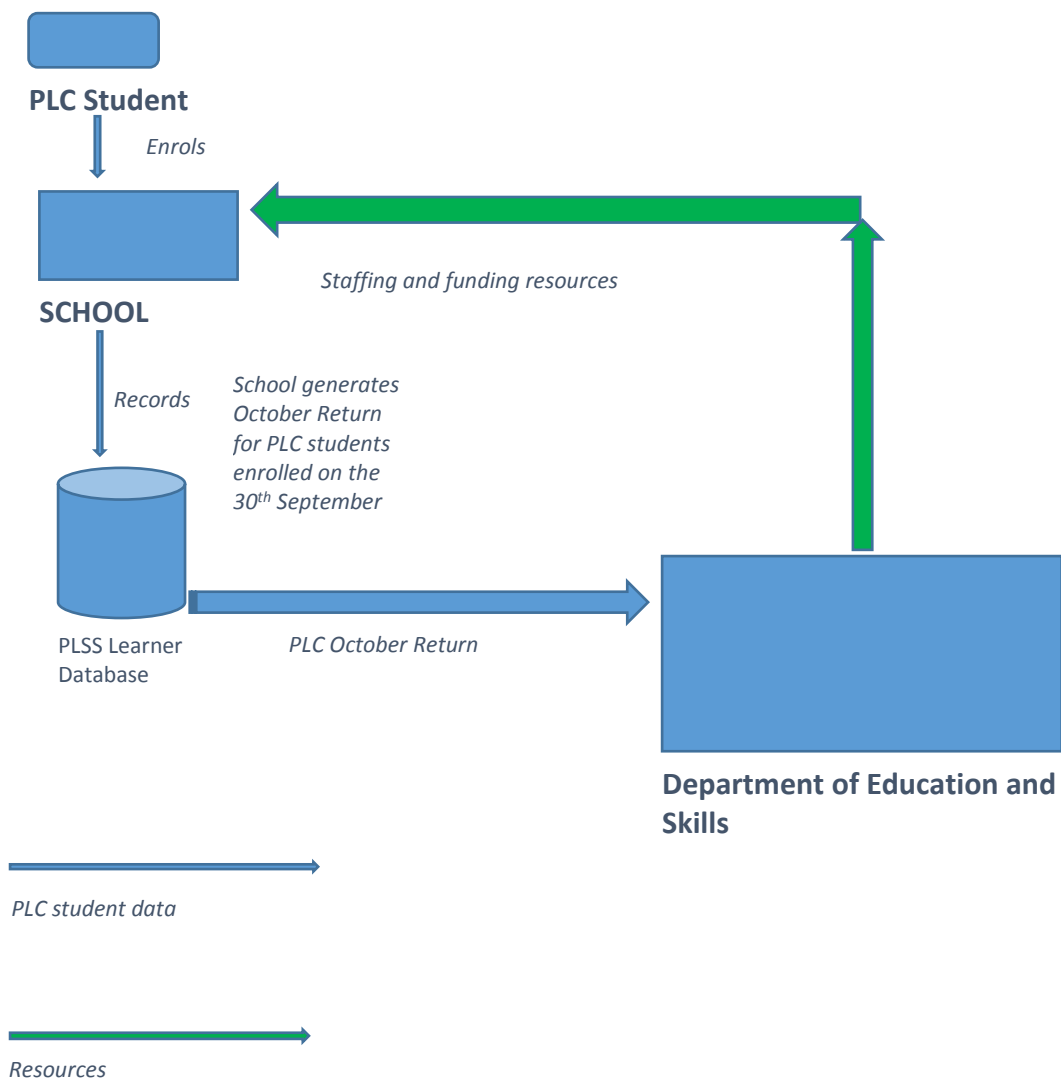 PLC Student
Enrols
Staffing and funding resources
SCHOOL
Records
School generates
October Return
for PLC students
enrolled on the
30th September
PLSS Learner
Database
PLC October Return
Department of Education and
Skills
PLC student data
Resources